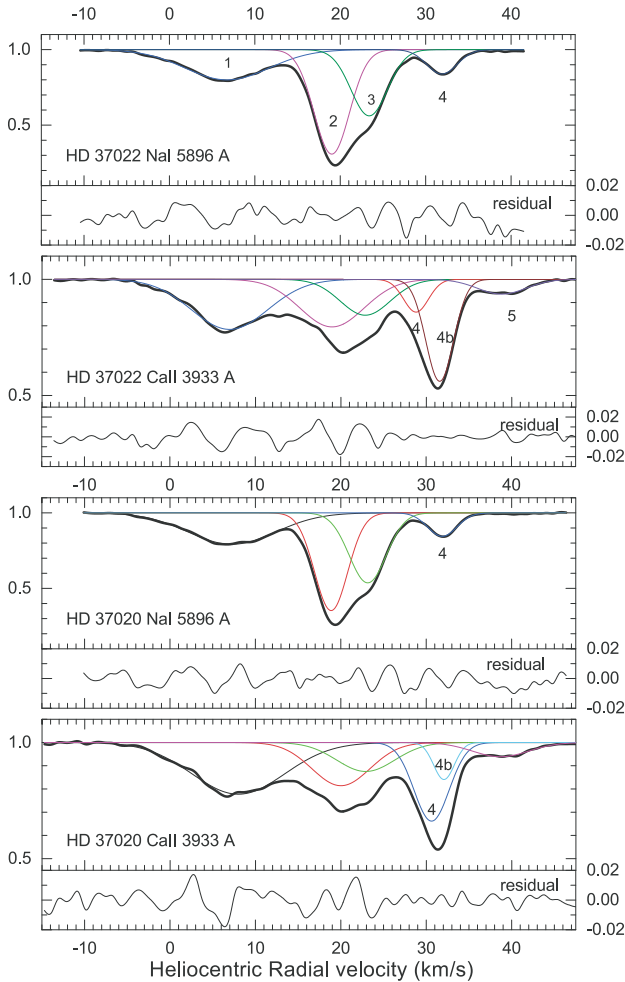 -10 0 10 20 30 40
1.0
1
2
3
4
0.5
HD 37022 NaI 5896 A
0.02
residual
0.00
-0.02
1.0
4
4b
5
HD 37022 CaII 3933 A
0.5
0.02
residual
0.00
-0.02
-10 0 10 20 30 40
1.0
4
0.5
HD 37020 NaI 5896 A
0.02
residual
0.00
-0.02
1.0
4b
4
HD 37020 CaII 3933 A
0.5
0.02
residual
0.00
-0.02
-10 0 10 20 30 40
Heliocentric Radial velocity (km/s)